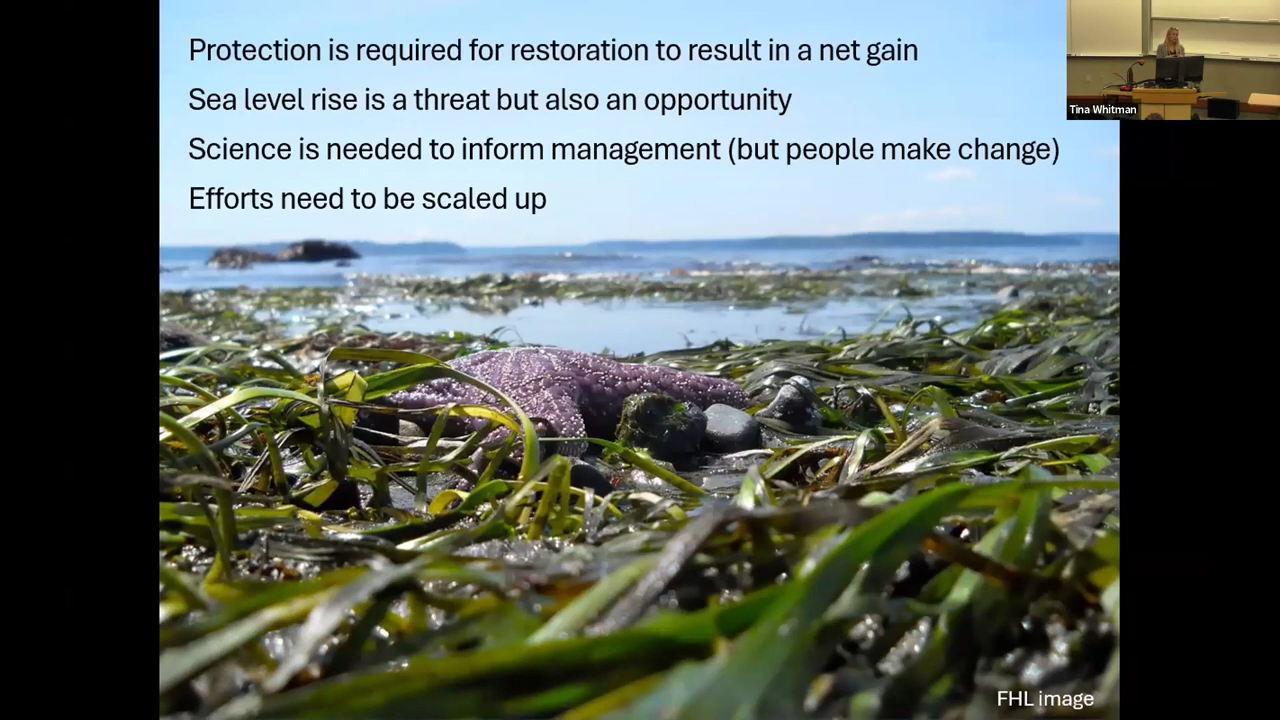 Protection is required for restoration to result in a net gain
Sea level rise is a threat but also an opportunity
Science is needed to inform management (but people make change)
Efforts need to be scaled up
Tina Whitman
FHL image